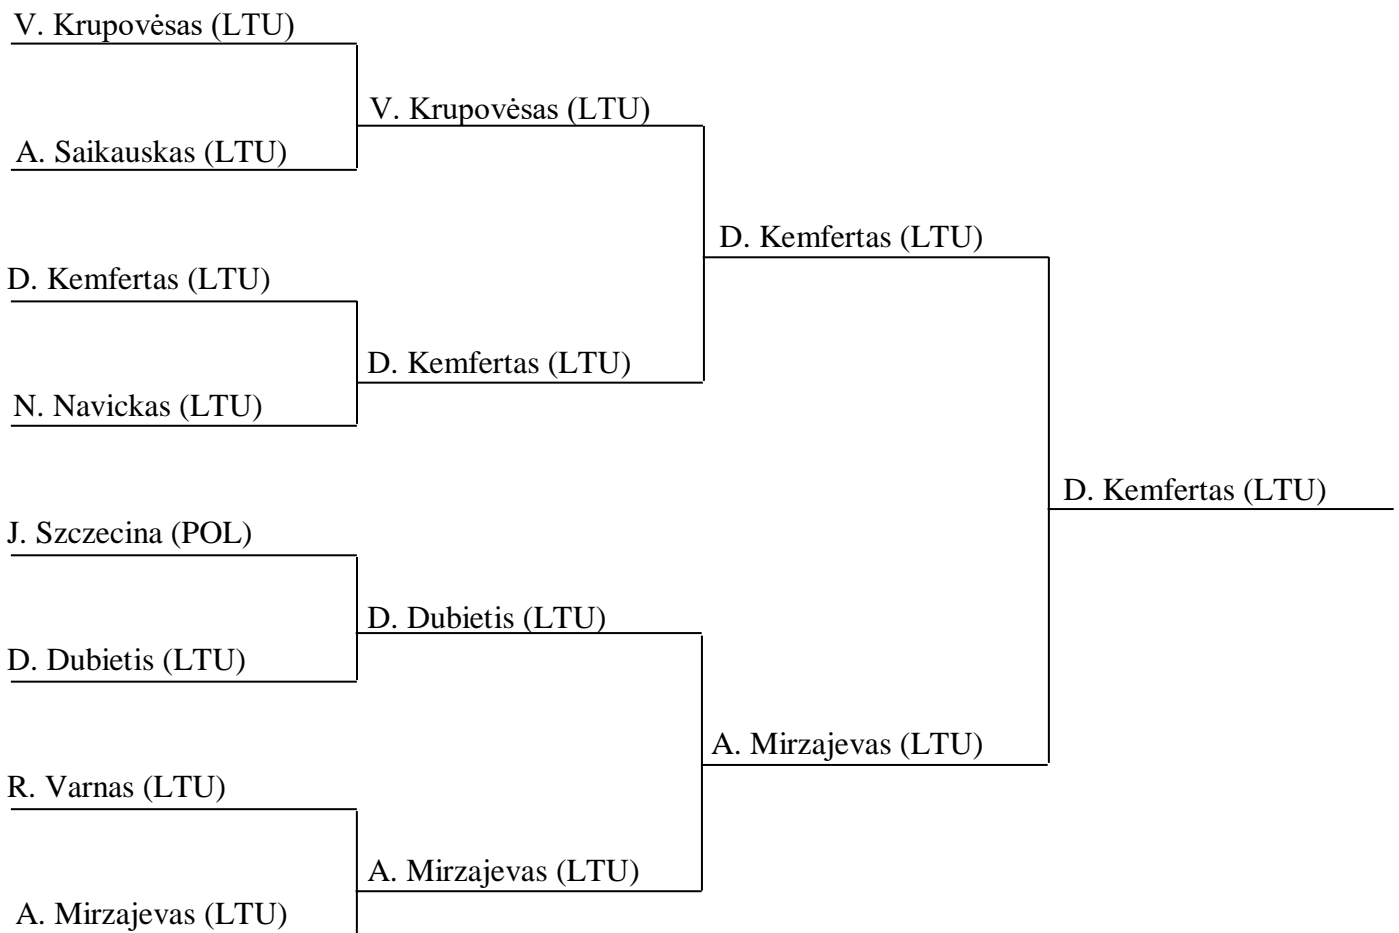 V. Krupovėsas (LTU)
V. Krupovėsas (LTU)
A. Saikauskas (LTU)
D. Kemfertas (LTU)
D. Kemfertas (LTU)
D. Kemfertas (LTU)
N. Navickas (LTU)
D. Kemfertas (LTU)
J. Szczecina (POL)
D. Dubietis (LTU)
D. Dubietis (LTU)
A. Mirzajevas (LTU)
R. Varnas (LTU)
A. Mirzajevas (LTU)
A. Mirzajevas (LTU)